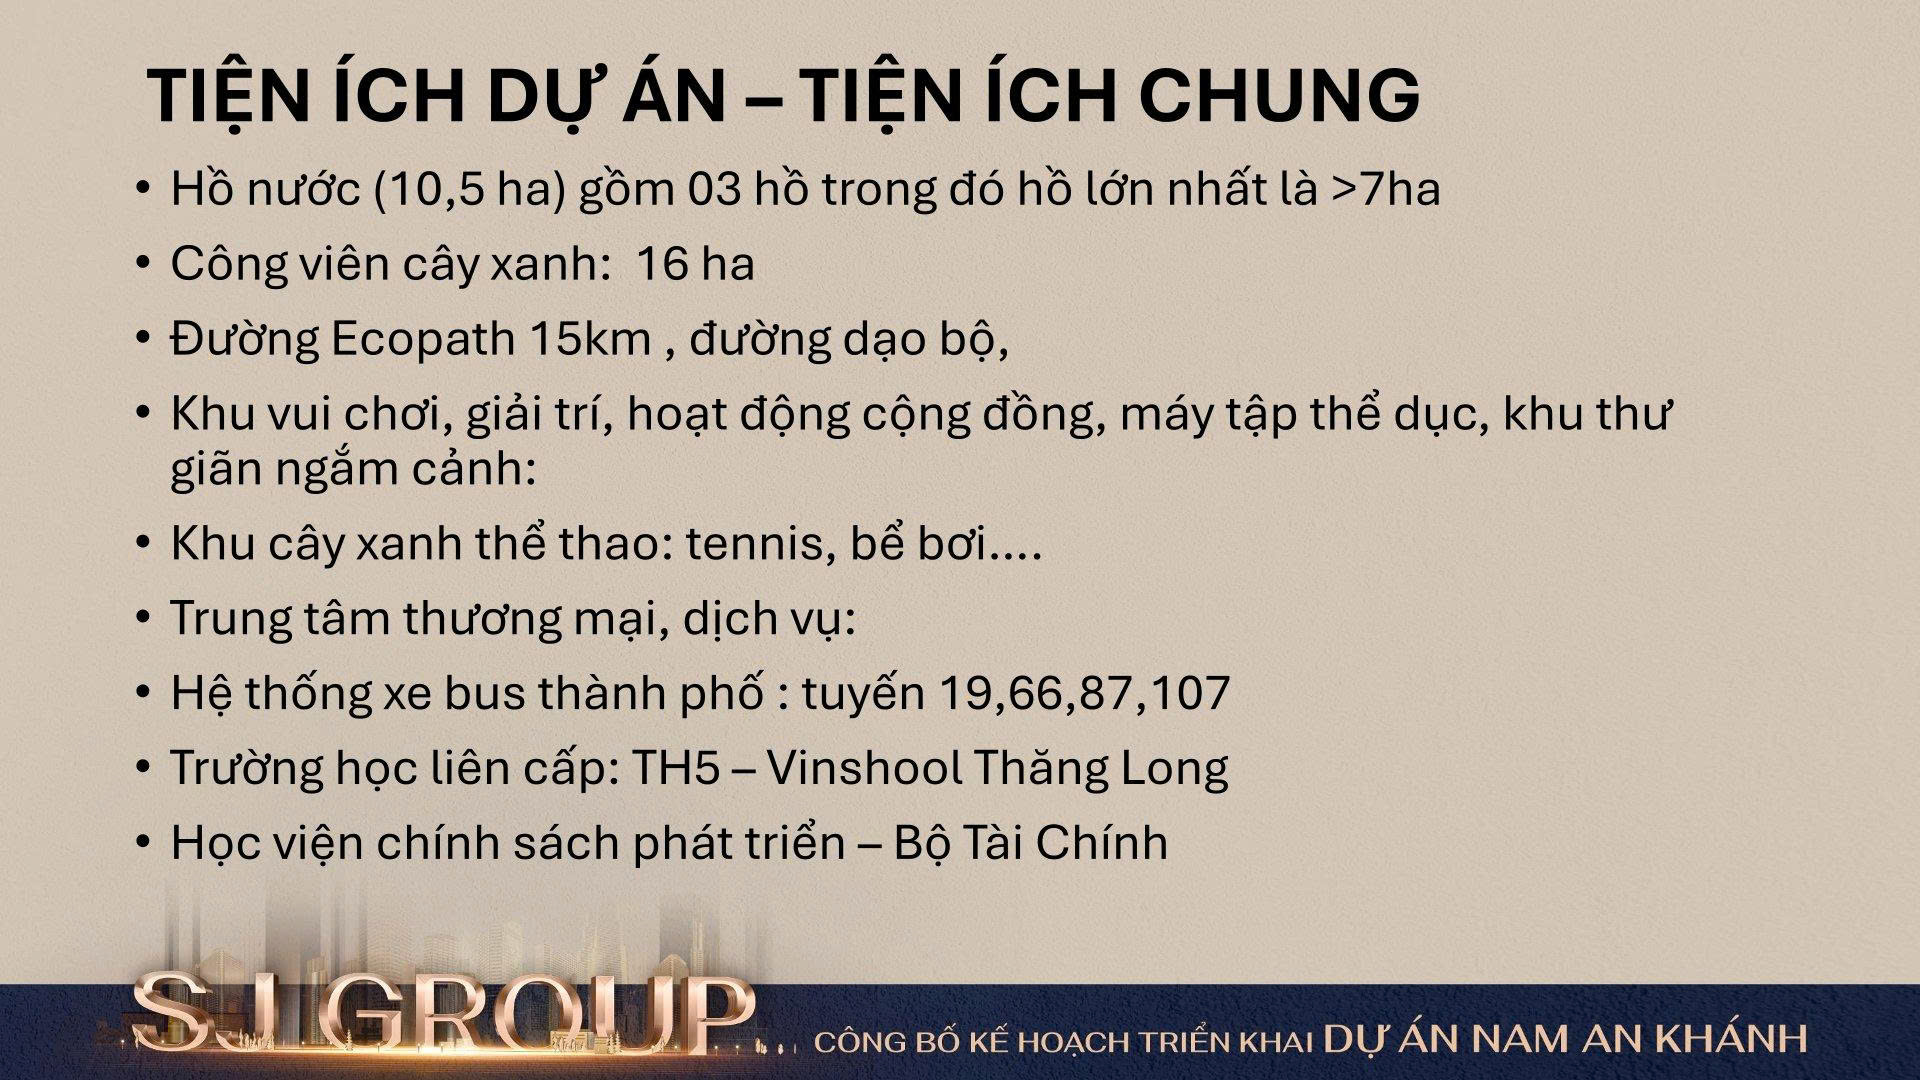 TIỆN ÍCH DỰ ÁN – TIỆN ÍCH CHUNG
• Hồ nước (10,5 ha) gồm 03 hồ trong đó hồ lớn nhất là >7ha
• Công viên cây xanh:  16 ha
• Đường Ecopath 15km , đường dạo bộ,
• Khu vui chơi, giải trí, hoạt động cộng đồng, máy tập thể dục, khu thư
giãn ngắm cảnh:
• Khu cây xanh thể thao: tennis, bể bơi....
• Trung tâm thương mại, dịch vụ:
• Hệ thống xe bus thành phố : tuyến 19,66,87,107
• Trường học liên cấp: TH5 – Vinshool Thăng Long
• Học viện chính sách phát triển – Bộ Tài Chính
SJ GROUP
CÔNG BỐ KẾ HOẠCH TRIỂN KHAI DỰ ÁN NAM AN KHÁNH